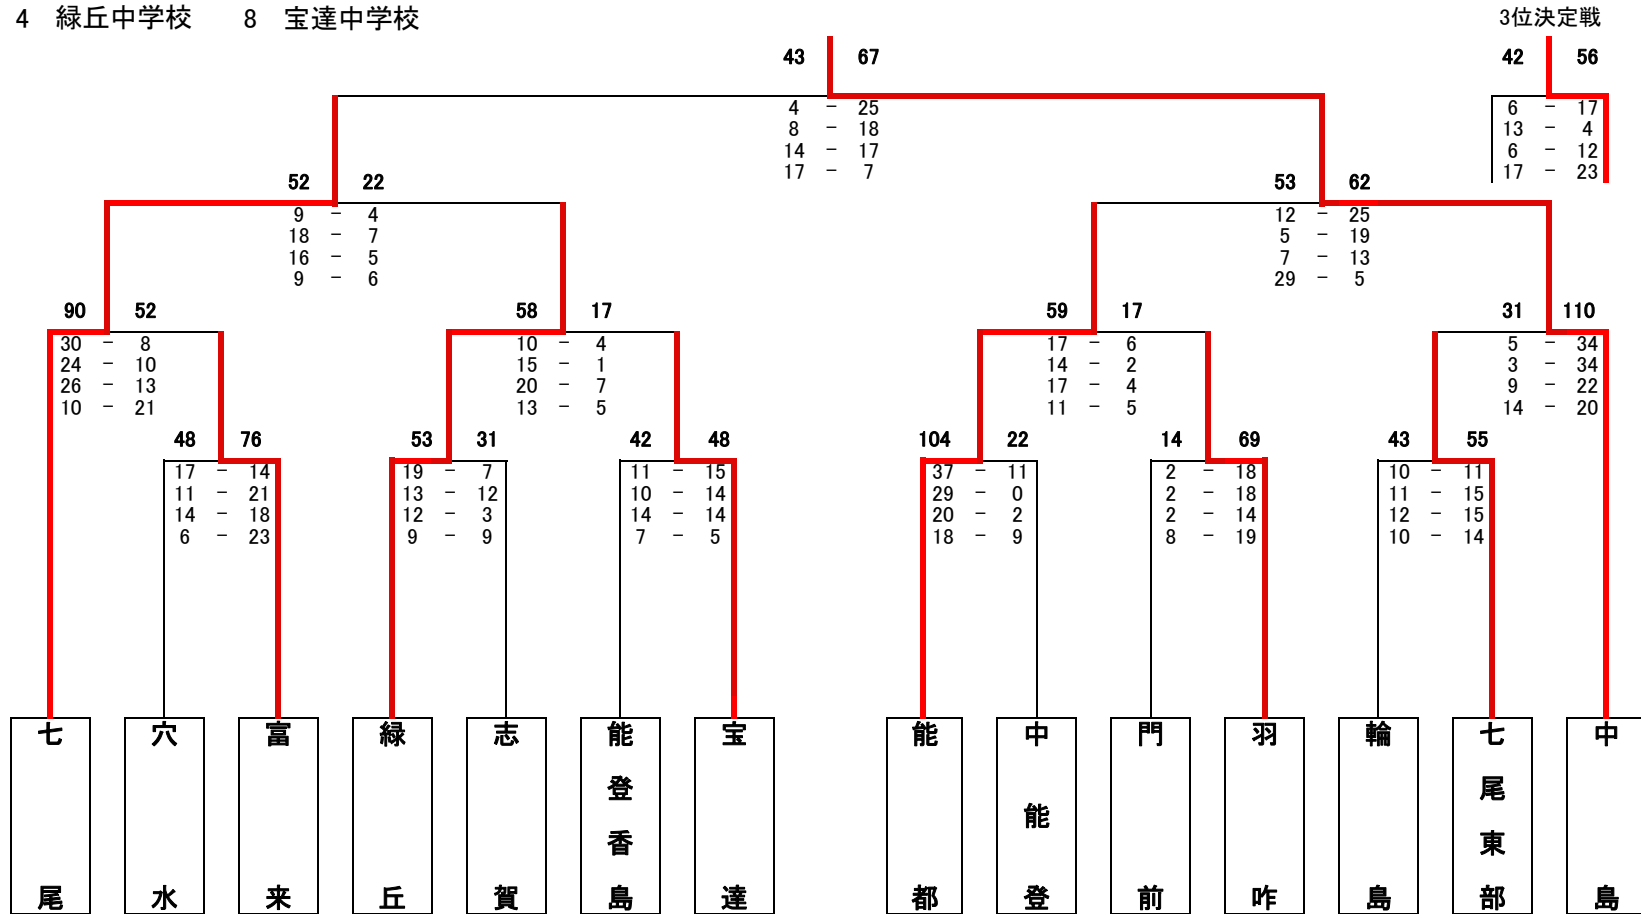 4 緑丘中学校 8 宝達中学校
3位決定戦
43 67
42 56
4 - 25
8 - 18
14 - 17
17 - 7
6 - 17
13 - 4
6 - 12
17 - 23
52 22
9 - 4
18 - 7
16 - 5
9 - 6
53 62
12 - 25
5 - 19
7 - 13
29 - 5
90 52
30 - 8
24 - 10
26 - 13
10 - 21
58 17
10 - 4
15 - 1
20 - 7
13 - 5
59 17
17 - 6
14 - 2
17 - 4
11 - 5
31 110
5 - 34
3 - 34
9 - 22
14 - 20
48 76
17 - 14
11 - 21
14 - 18
6 - 23
53 31
19 - 7
13 - 12
12 - 3
9 - 9
42 48
11 - 15
10 - 14
14 - 14
7 - 5
104 22
37 - 11
29 - 0
20 - 2
18 - 9
14 69
2 - 18
2 - 18
2 - 14
8 - 19
43 55
10 - 11
11 - 15
12 - 15
10 - 14
七尾
穴水
富来
緑丘
志賀
能登香島
宝達
能都
中能登
門前
羽咋
輪島
七尾東部
中島